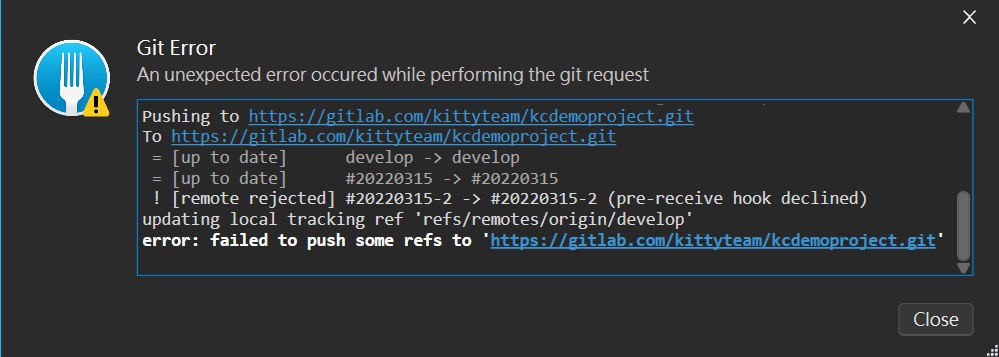 Git Error
An unexpected error occured while performing the git request
Pushing to https://gitlab.com/kittyteam/kcdemoproject.git
To https://gitlab.com/kittyteam/kcdemoproject.git
= [up to date] develop -> develop
= [up to date] #20220315 -> #20220315
! [remote rejected] #20220315-2 -> #20220315-2 (pre-receive hook declined)
updating local tracking ref 'refs/remotes/origin/develop'
error: failed to push some refs to 'https://gitlab.com/kittyteam/kcdemoproject.git'
Close